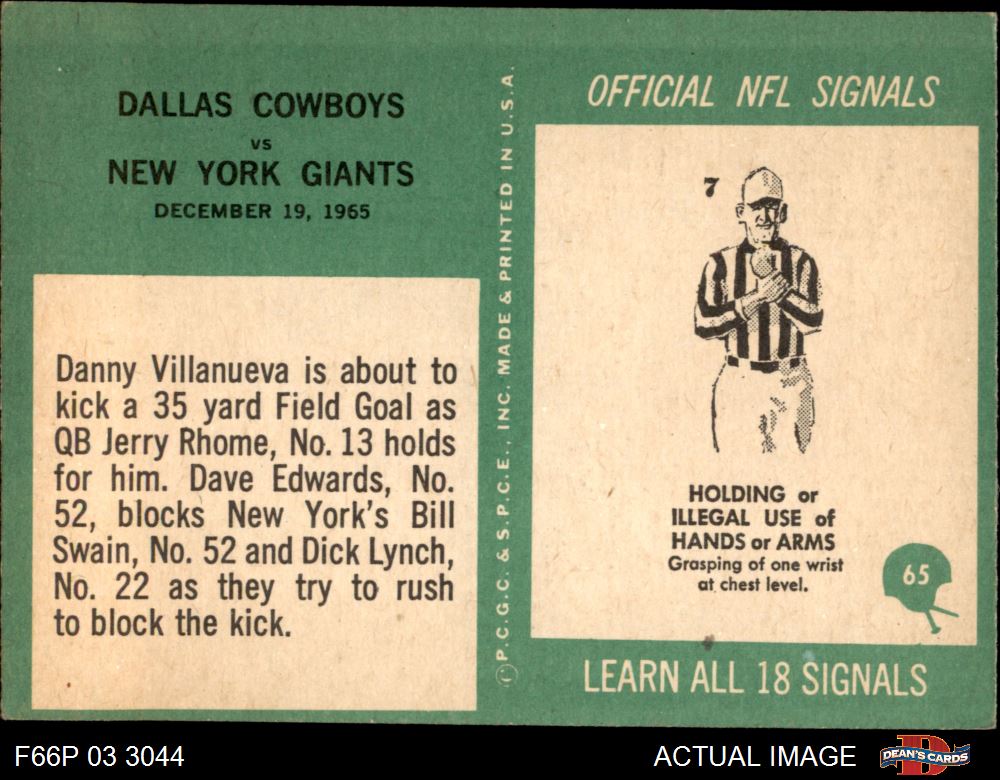 DALLAS COWBOYS
VS
NEW YORK GIANTS
DECEMBER 19, 1965
Danny Villanueva is about to
kick a 35 yard Field Goal as
QB Jerry Rhome, No. 13 holds
for him. Dave Edwards, No.
52, blocks New York's Bill
Swain, No. 52 and Dick Lynch,
No. 22 as they try to rush
to block the kick.
©P.C.G.C. & S.P.C.E., INC. MADE & PRINTED IN U.S.A.
OFFICIAL NFL SIGNALS
7
HOLDING or
ILLEGAL USE of
HANDS or ARMS
Grasping of one wrist
at chest level.
65
LEARN ALL 18 SIGNALS
F66P 03 3044
ACTUAL IMAGE
DEAN'S CARDS